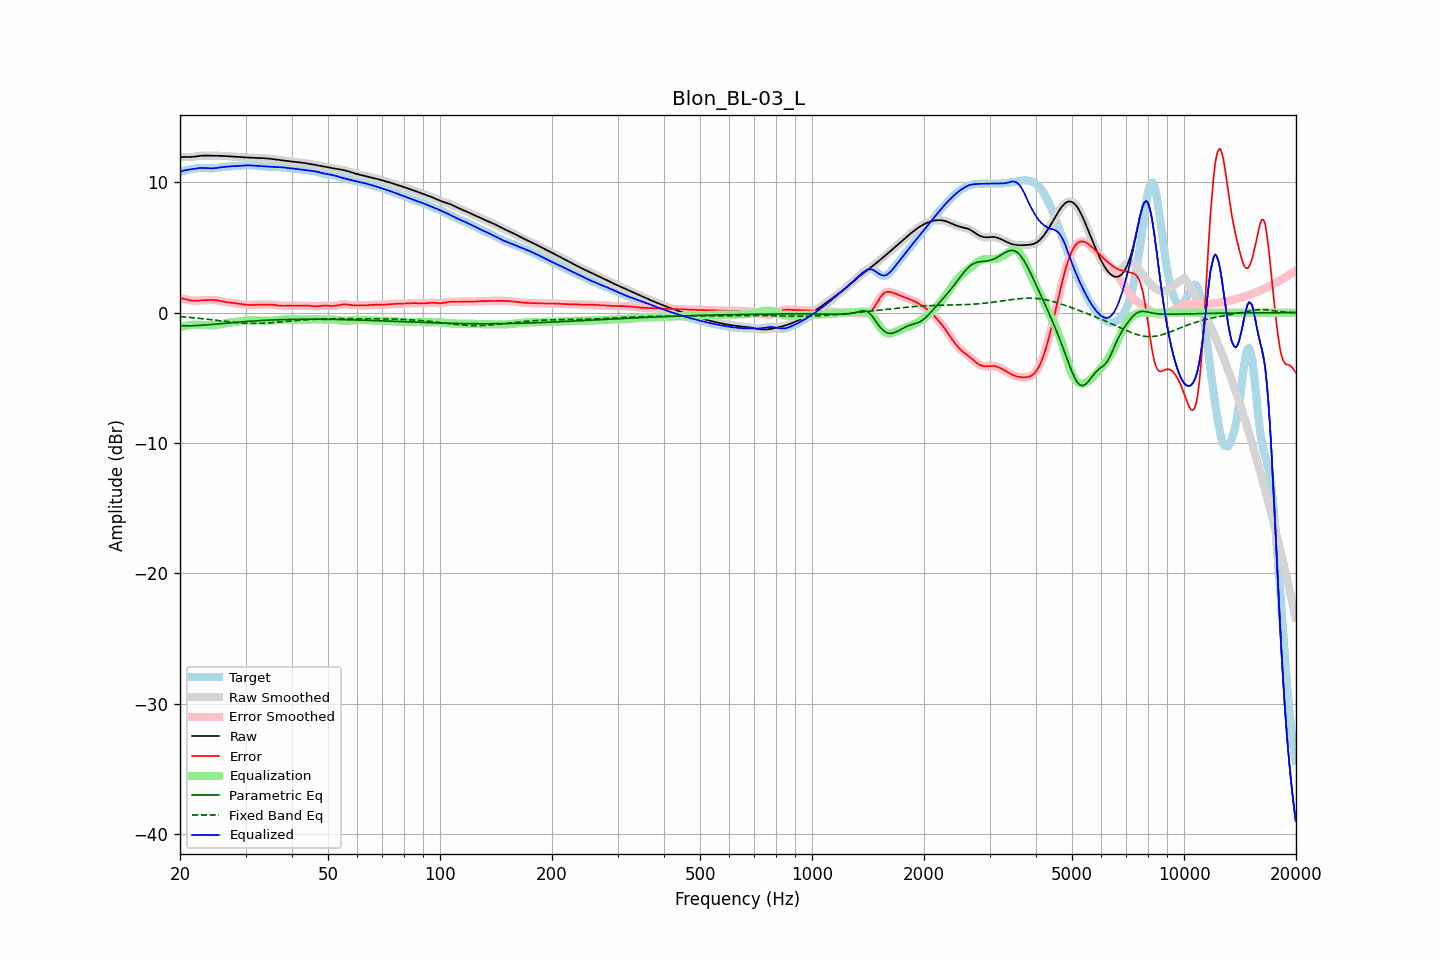 Blon_BL-03_L
Amplitude (dBr)
10
0
−10
−20
−30
−40
20
50
100
200
500
1000
2000
5000
10000
20000
Frequency (Hz)
Target
Raw Smoothed
Error Smoothed
Raw
Error
Equalization
Parametric Eq
Fixed Band Eq
Equalized